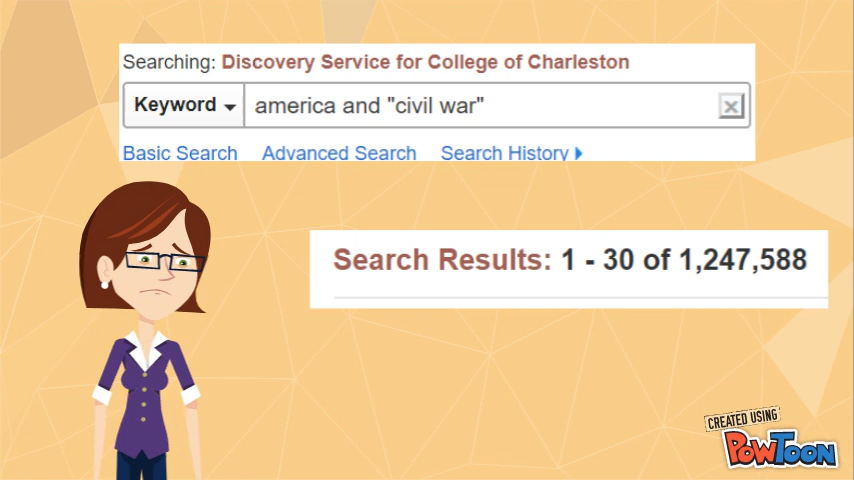 Searching: Discovery Service for College of Charleston
Keyword america and "civil war"
Basic Search Advanced Search Search History
Search Results: 1 - 30 of 1,247,588
CREATED USING
POWTOON